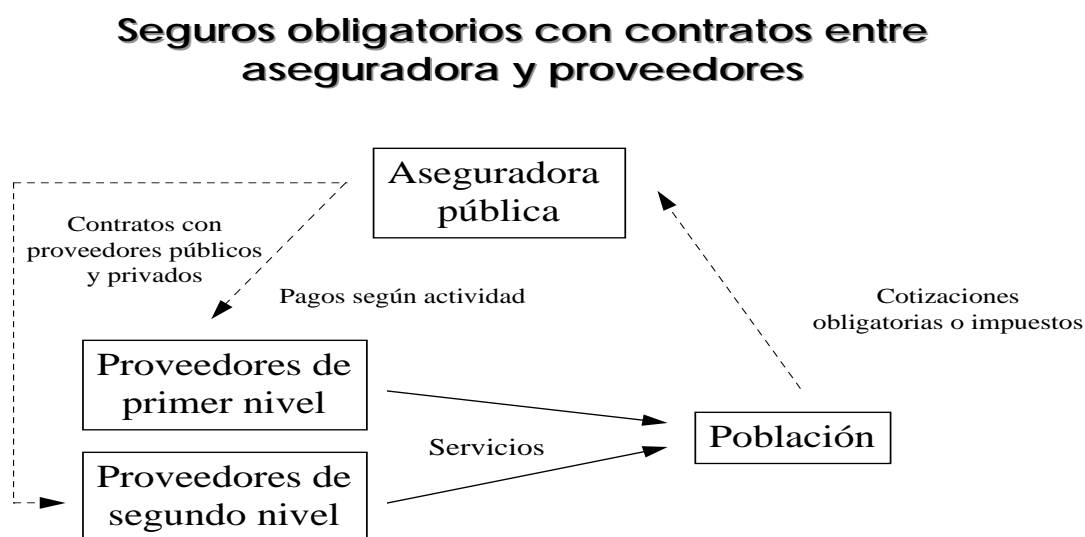 Seguros obligatorios con contratos entre
aseguradora y proveedores
Aseguradora
pública
Contratos con
proveedores públicos
y privados
Pagos según actividad
Cotizaciones
obligatorias o impuestos
Proveedores de
primer nivel
Servicios
Población
Proveedores de
segundo nivel